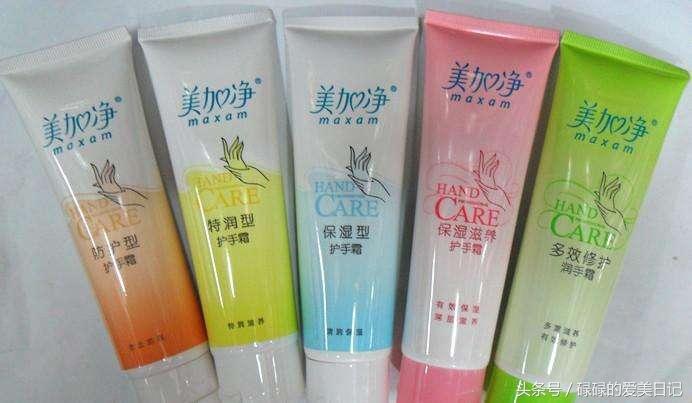 美加净®
maxam
HAND
CARE
防护型
护手霜
美加净®
maxam
HAND
CARE
特润型
护手霜
特润滋养
美加净®
maxam
HAND
CARE
保湿型
护手霜
清爽保湿
美加净®
maxam
HAND
CARE
保湿滋养
护手霜
有效保湿
深层滋养
美加净®
maxam
HAND
CARE
多效修护
润手霜
多重滋养
有效修护
头条号 / 碌碌的爱美日记